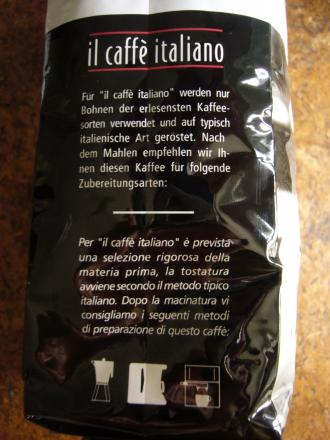 il caffè italiano
Für "il caffè italiano" werden nur
Bohnen der erlesensten Kaffee-
sorten verwendet und auf typisch
italienische Art geröstet. Nach
dem Mahlen empfehlen wir Ih-
nen diesen Kaffee für folgende
Zubereitungsarten:
Per "il caffè italiano" è prevista
una selezione rigorosa della
materia prima, la tostatura
avviene secondo il metodo tipico
italiano. Dopo la macinatura vi
consigliamo i seguenti metodi
di preparazione di questo caffè: